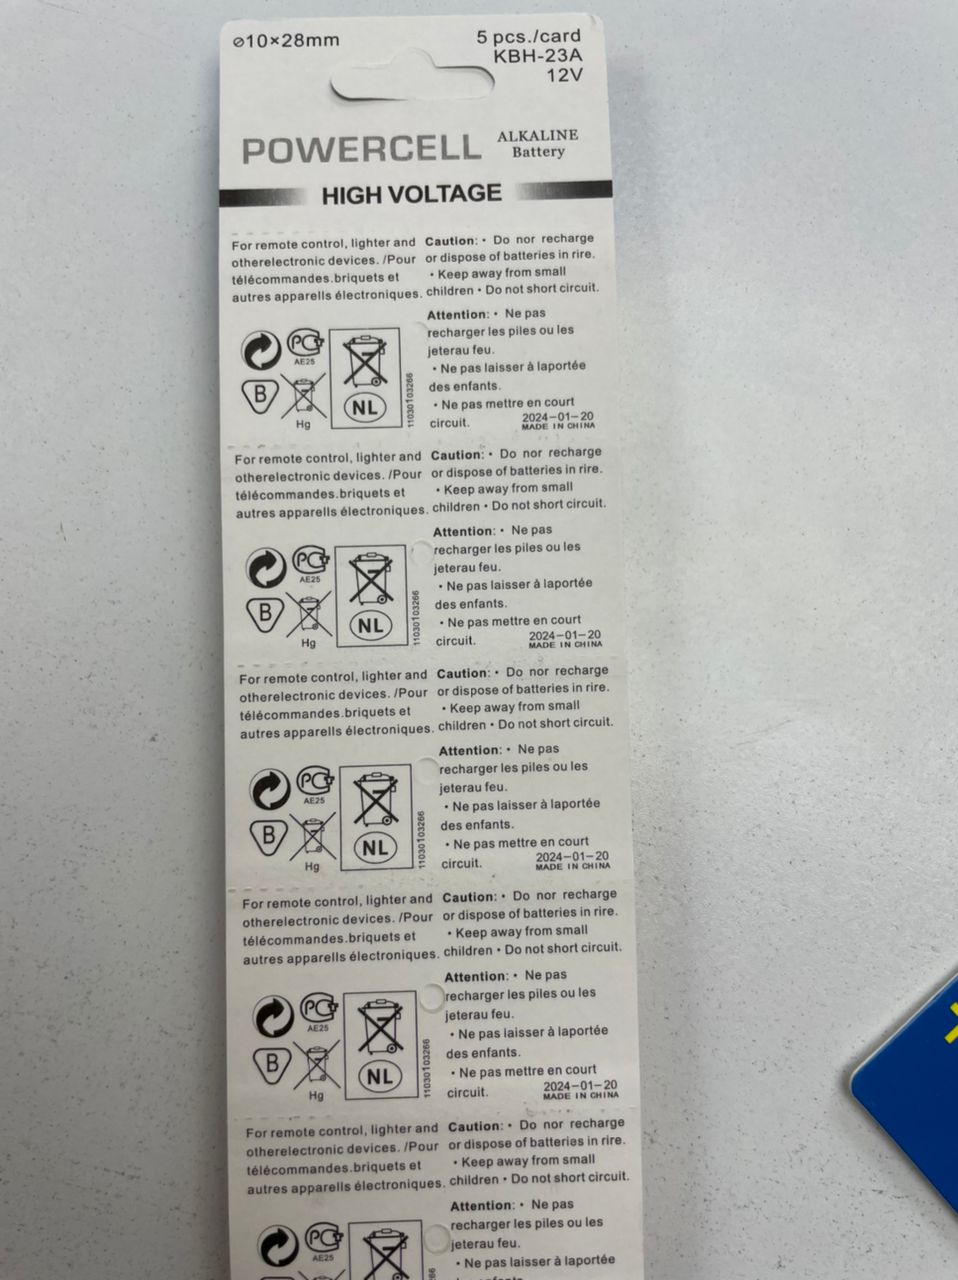 ⌀10×28mm
5 pcs./card
KBH-23A
12V
POWERCELL
ALKALINE
Battery
HIGH VOLTAGE
For remote control, lighter and
otherelectronic devices. /Pour
télécommandes.briquets et
autres apparells électroniques.
Caution: • Do nor recharge
or dispose of batteries in rire.
• Keep away from small
children • Do not short circuit.
Attention: • Ne pas
recharger les piles ou les
jeterau feu.
• Ne pas laisser à laportée
des enfants.
• Ne pas mettre en court
circuit.
2024-01-20
MADE IN CHINA
PC
AE25
B
Hg
NL
11030103266
For remote control, lighter and
otherelectronic devices. /Pour
télécommandes.briquets et
autres apparells électroniques.
Caution: • Do nor recharge
or dispose of batteries in rire.
• Keep away from small
children • Do not short circuit.
Attention: • Ne pas
recharger les piles ou les
jeterau feu.
• Ne pas laisser à laportée
des enfants.
• Ne pas mettre en court
circuit.
2024-01-20
MADE IN CHINA
PC
AE25
B
Hg
NL
11030103266
For remote control, lighter and
otherelectronic devices. /Pour
télécommandes.briquets et
autres apparells électroniques.
Caution: • Do nor recharge
or dispose of batteries in rire.
• Keep away from small
children • Do not short circuit.
Attention: • Ne pas
recharger les piles ou les
jeterau feu.
• Ne pas laisser à laportée
des enfants.
• Ne pas mettre en court
circuit.
2024-01-20
MADE IN CHINA
PC
AE25
B
Hg
NL
11030103266
For remote control, lighter and
otherelectronic devices. /Pour
télécommandes.briquets et
autres apparells électroniques.
Caution: • Do nor recharge
or dispose of batteries in rire.
• Keep away from small
children • Do not short circuit.
Attention: • Ne pas
recharger les piles ou les
jeterau feu.
• Ne pas laisser à laportée
des enfants.
• Ne pas mettre en court
circuit.
2024-01-20
MADE IN CHINA
PC
AE25
B
Hg
NL
11030103266
For remote control, lighter and
otherelectronic devices. /Pour
télécommandes.briquets et
autres apparells électroniques.
Caution: • Do nor recharge
or dispose of batteries in rire.
• Keep away from small
children • Do not short circuit.
Attention: • Ne pas
recharger les piles ou les
jeterau feu.
• Ne pas laisser à laportée
PC
AE25